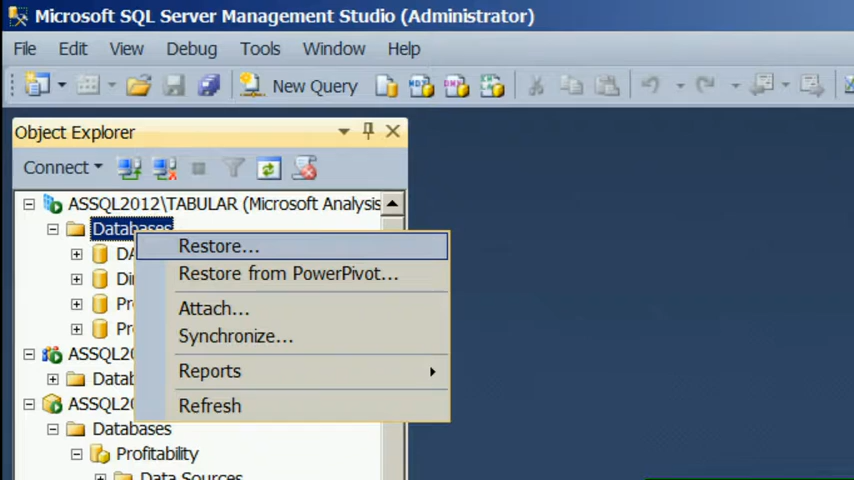 Microsoft SQL Server Management Studio (Administrator)
File Edit View Debug Tools Window Help
New Query
Object Explorer
Connect
ASSQL2012\TABULAR (Microsoft Analysis
Databases
Restore...
Restore from PowerPivot...
Attach...
Synchronize...
Reports
Refresh
Databases
Profitability
Data Sources